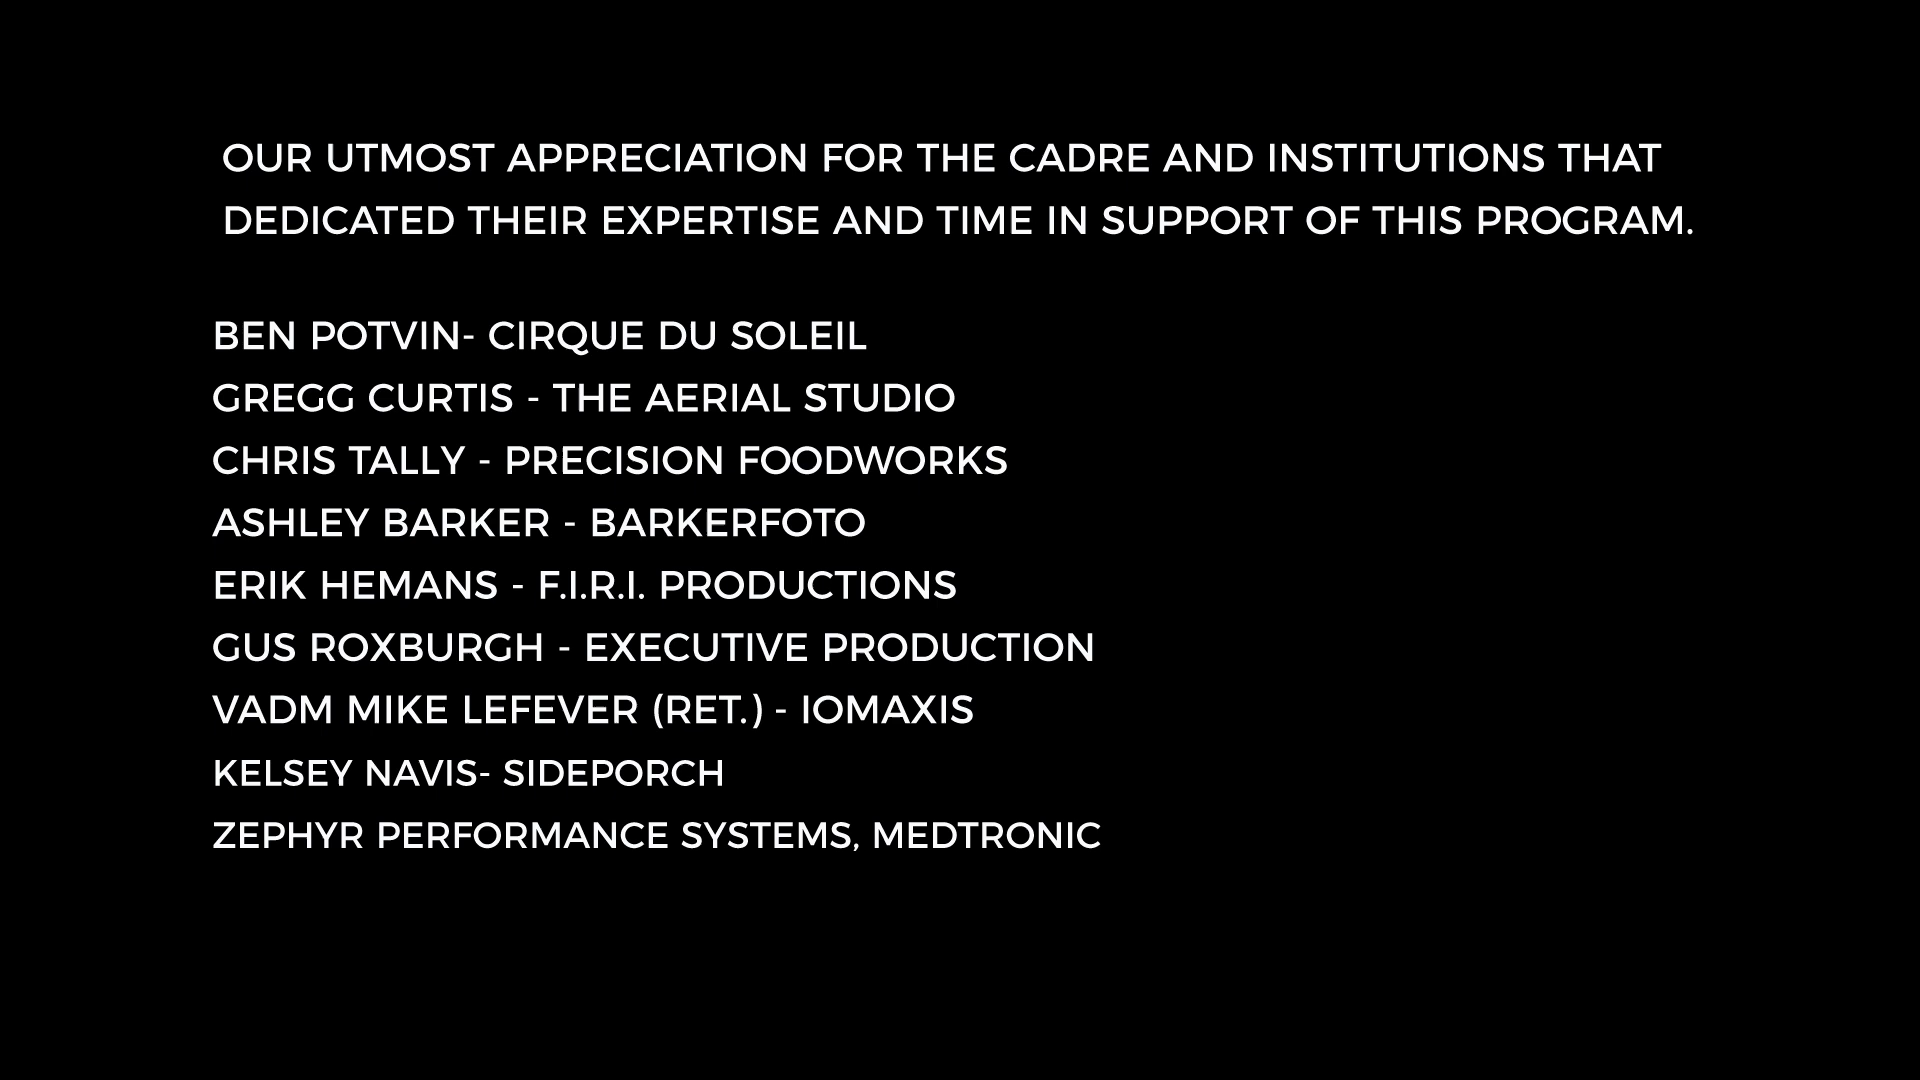 OUR UTMOST APPRECIATION FOR THE CADRE AND INSTITUTIONS THAT
DEDICATED THEIR EXPERTISE AND TIME IN SUPPORT OF THIS PROGRAM.
BEN POTVIN- CIRQUE DU SOLEIL
GREGG CURTIS - THE AERIAL STUDIO
CHRIS TALLY - PRECISION FOODWORKS
ASHLEY BARKER - BARKERFOTO
ERIK HEMANS - F.I.R.I. PRODUCTIONS
GUS ROXBURGH - EXECUTIVE PRODUCTION
VADM MIKE LEFEVER (RET.) - IOMAXIS
KELSEY NAVIS- SIDEPORCH
ZEPHYR PERFORMANCE SYSTEMS, MEDTRONIC